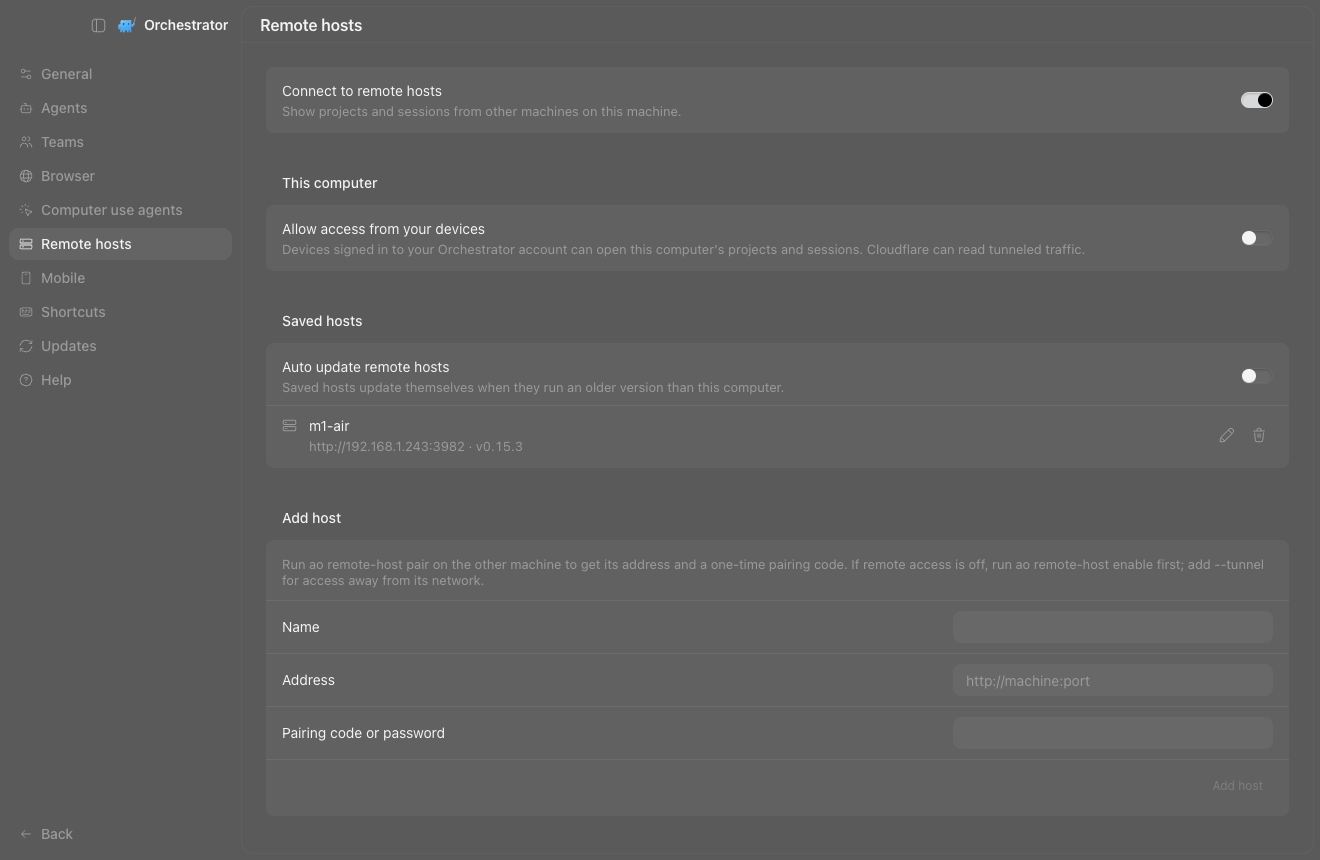 Orchestrator
Remote hosts
General
Agents
Teams
Browser
Computer use agents
Remote hosts
Mobile
Shortcuts
Updates
Help
Back
Connect to remote hosts
Show projects and sessions from other machines on this machine.
This computer
Allow access from your devices
Devices signed in to your Orchestrator account can open this computer's projects and sessions. Cloudflare can read tunneled traffic.
Saved hosts
Auto update remote hosts
Saved hosts update themselves when they run an older version than this computer.
m1-air
http://192.168.1.243:3982 · v0.15.3
Add host
Run ao remote-host pair on the other machine to get its address and a one-time pairing code. If remote access is off, run ao remote-host enable first; add --tunnel
for access away from its network.
Name
Address
http://machine:port
Pairing code or password
Add host